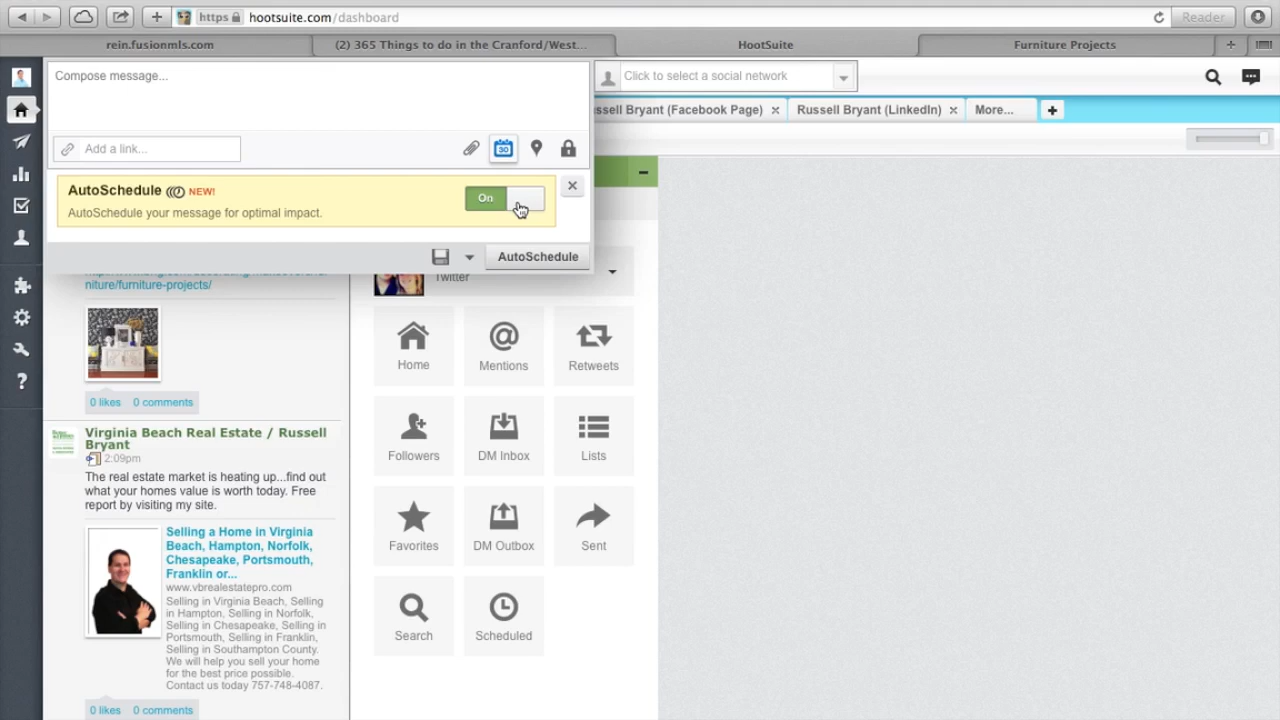 https hootsuite.com/dashboard
Reader
rein.fusionmls.io
(2) 365 Things to do in the Cranford/West...
HootSuite
Furniture Projects
Compose message...
Click to select a social network
ssell Bryant (Facebook Page)
Russell Bryant (LinkedIn)
More...
Add a link...
30
AutoSchedule NEW!
On
AutoSchedule your message for optimal impact.
AutoSchedule
niture/furniture-projects/
Twitter
0 likes 0 comments
Virginia Beach Real Estate / Russell
Bryant
2:09pm
The real estate market is heating up...find out
what your homes value is worth today. Free
report by visiting my site.
Selling a Home in Virginia
Beach, Hampton, Norfolk,
Chesapeake, Portsmouth,
Franklin or...
www.vbrealestatepro.com
Selling in Virginia Beach, Selling
in Hampton, Selling in Norfolk,
Selling in Chesapeake, Selling in
Portsmouth, Selling in Franklin,
Selling in Southampton County.
We will help you sell your home
for the best price possible.
Contact us today 757-748-4087.
0 likes 0 comments
Home
Mentions
Retweets
Followers
DM Inbox
Lists
Favorites
DM Outbox
Sent
Search
Scheduled